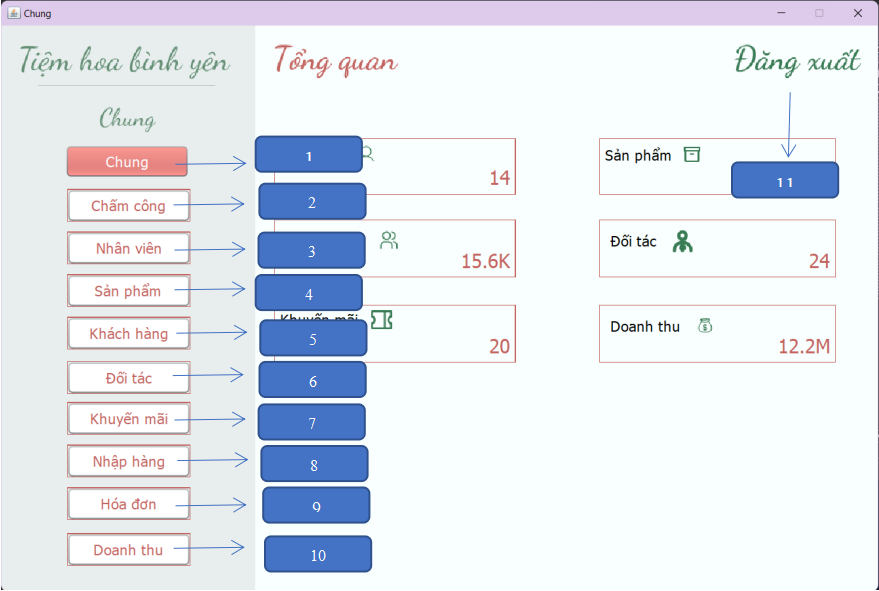 Chung
Tiệm hoa bình yên
Tổng quan
Đăng xuất
Chung
Chung
1
14
Sản phẩm
11
Chấm công
2
Nhân viên
3
15.6K
Đối tác
24
Sản phẩm
4
Khuyến mãi
20
Doanh thu
12.2M
Khách hàng
5
Đối tác
6
Khuyến mãi
7
Nhập hàng
8
Hóa đơn
9
Doanh thu
10